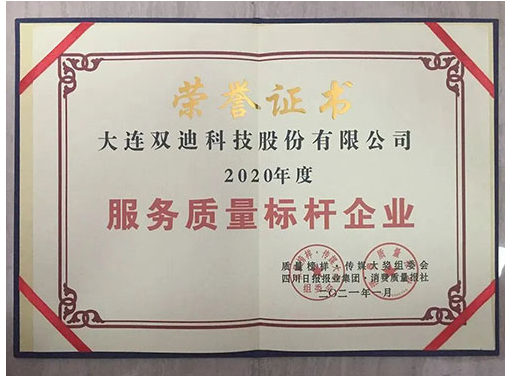 荣誉证书
大连双迪科技股份有限公司
2020年度
服务质量标杆企业
质量榜样·传媒大奖组委会
四川日报报业集团·消费质量报社
二〇二一年一月
组委会